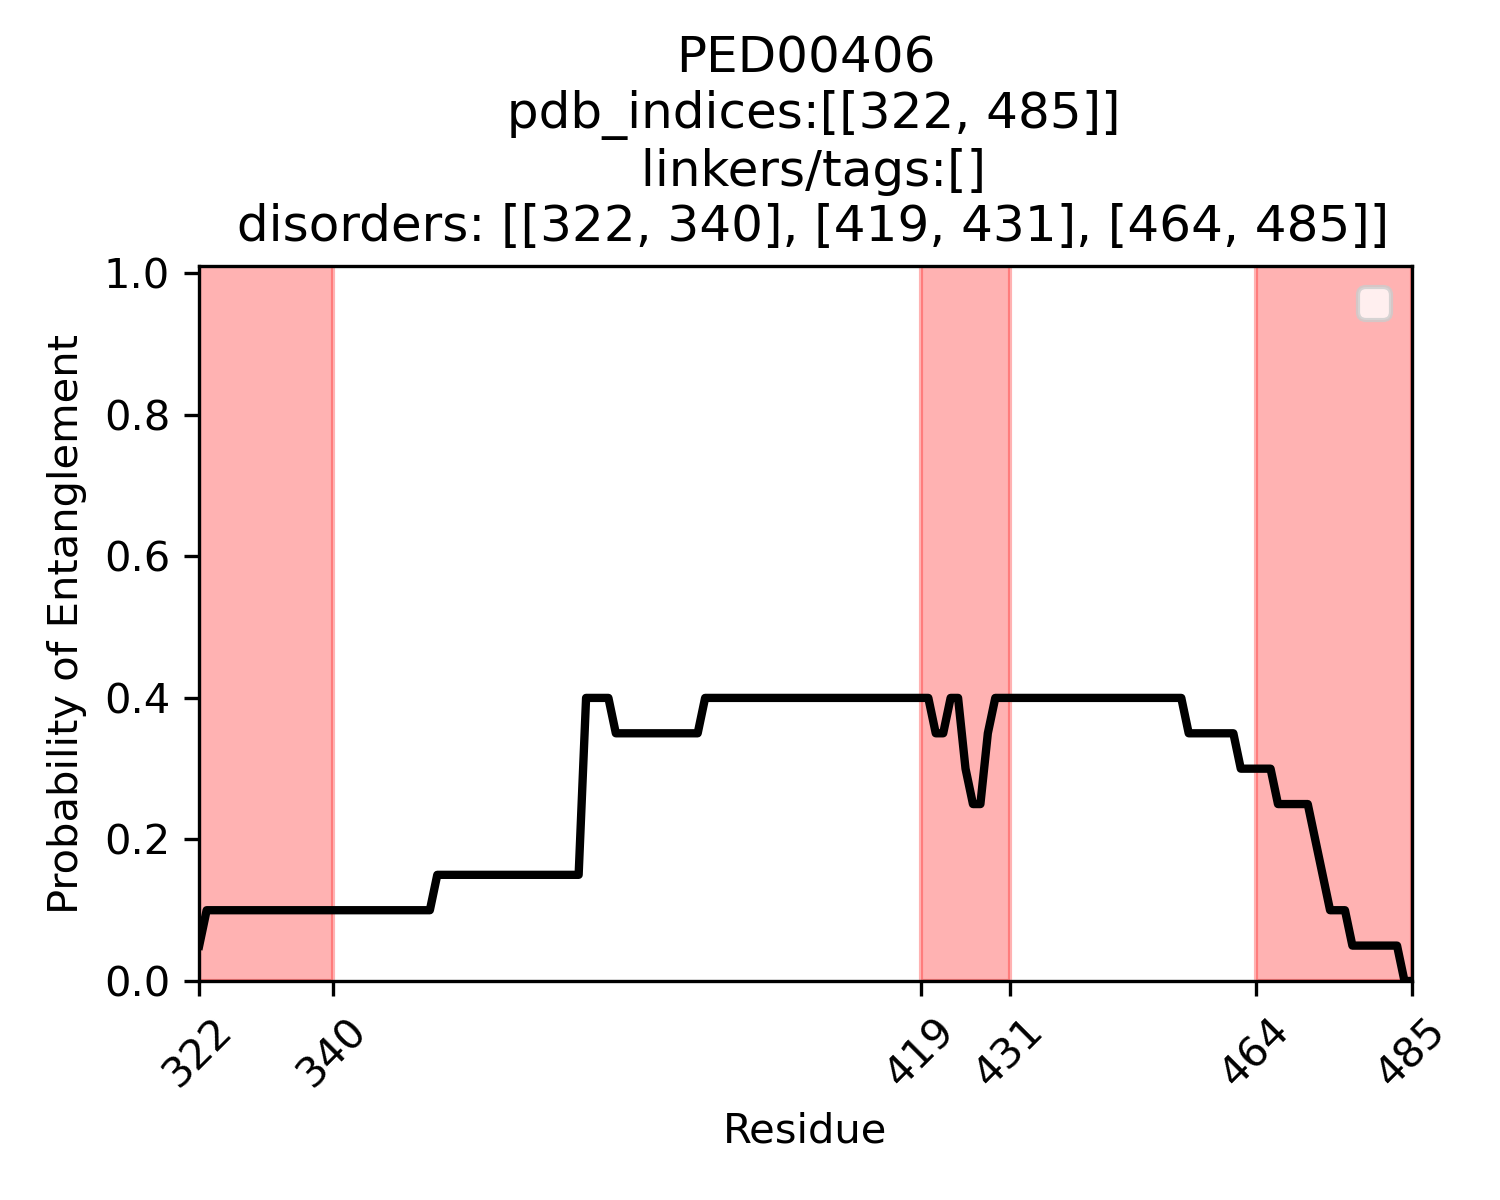 PED00406
pdb_indices:[[322, 485]]
linkers/tags:[]
disorders: [[322, 340], [419, 431], [464, 485]]
1.0
0.8
0.6
0.4
0.2
0.0
Probability of Entanglement
322
340
419
431
464
485
Residue